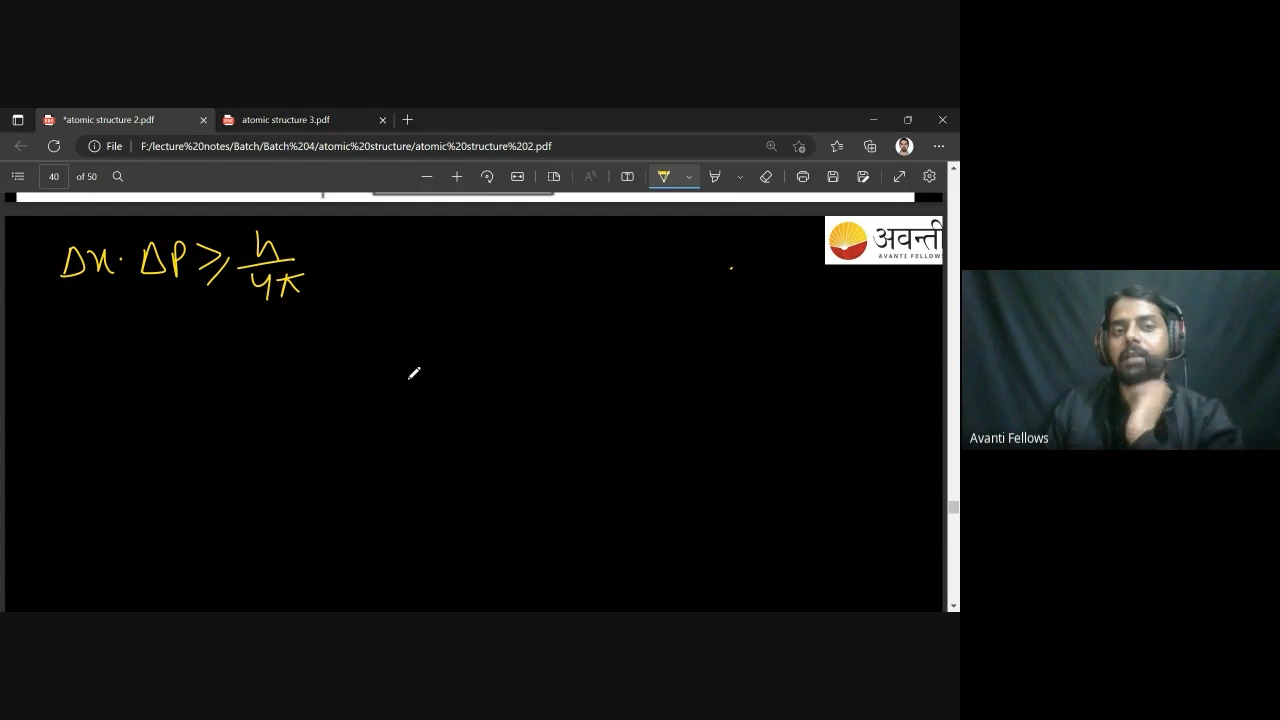 *atomic structure 2.pdf
atomic structure 3.pdf
File
F:/lecture%20notes/Batch/Batch%204/atomic%20structure/atomic%20structure%202.pdf
40 of 50
Δx · Δp ≥ h/4π
अवन्ती
AVANTI FELLOWS
Avanti Fellows